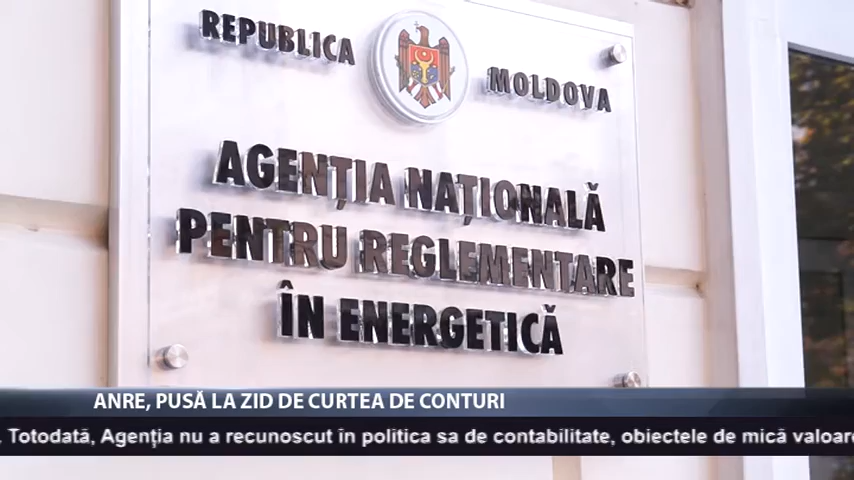 REPUBLICA MOLDOVA
AGENȚIA NAȚIONALĂ
PENTRU REGLEMENTARE
ÎN ENERGETICĂ
ANRE, PUSĂ LA ZID DE CURTEA DE CONTURI
. Totodată, Agenția nu a recunoscut în politica sa de contabilitate, obiectele de mică valoare